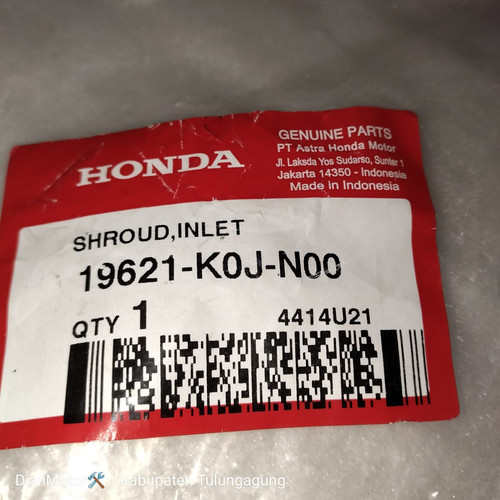 HONDA
GENUINE PARTS
PT Astra Honda Motor
Jl. Laksda Yos Sudarso, Sunter 1
Jakarta 14350 - Indonesia
Made in Indonesia
SHROUD,INLET
19621-K0J-N00
QTY 1 4414U21
Kabupaten Tulungagung